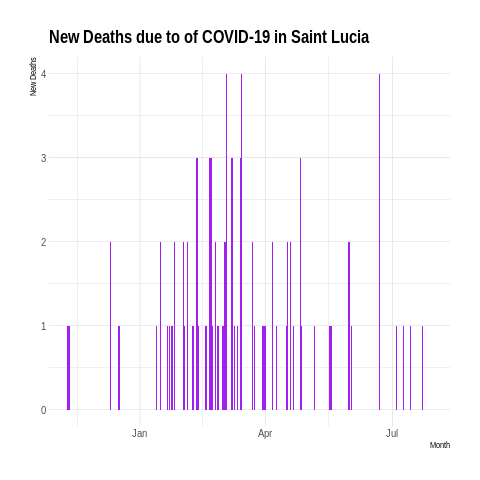 New Deaths due to of COVID-19 in Saint Lucia
New Deaths
4
3
2
1
0
Jan Apr Jul
Month